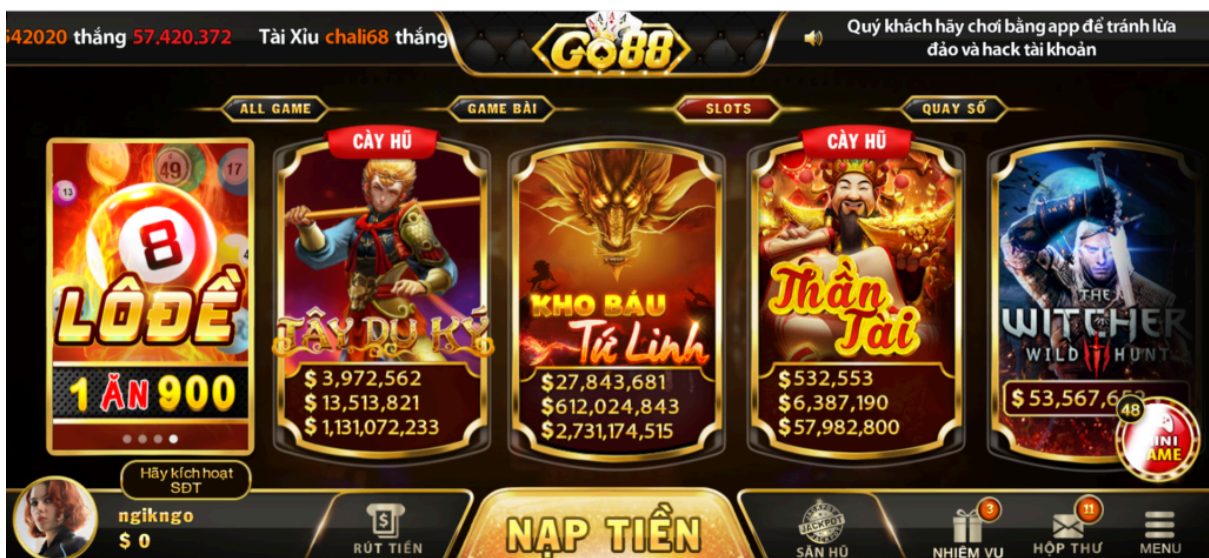 542020 thắng 57.420.372 Tài Xỉu chali68 thắng
GO88
Quý khách hãy chơi bằng app để tránh lừa
đảo và hack tài khoản
ALL GAME
GAME BÀI
SLOTS
QUAY SỐ
49
17
13
8
LÔ ĐỀ
1 ĂN 900
CÀY HŨ
TÂY DU KÝ
$ 3,972,562
$ 13,513,821
$ 1,131,072,233
KHO BÁU
Tứ Linh
$27,843,681
$612,024,843
$2,731,174,515
CÀY HŨ
Thần
Tài
$532,553
$6,387,190
$57,982,800
THE
WITCHER
WILD HUNT
48
Hãy kích hoạt
SĐT
ngikngo
$ 0
RÚT TIỀN
NẠP TIỀN
JACKPOT
SĂN HŨ
3
NHIỆM VỤ
11
HỘP THƯ
MENU